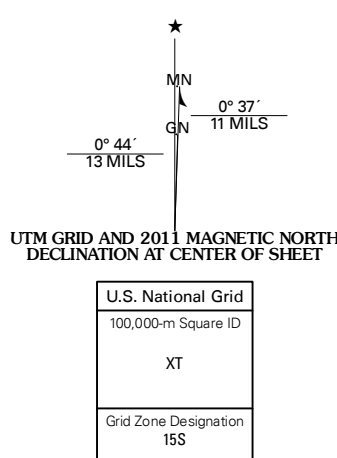 ★
MN
0° 37´
11 MILS
GN
0° 44´
13 MILS
UTM GRID AND 2011 MAGNETIC NORTH
DECLINATION AT CENTER OF SHEET
U.S. National Grid
100,000-m Square ID
XT
Grid Zone Designation
15S